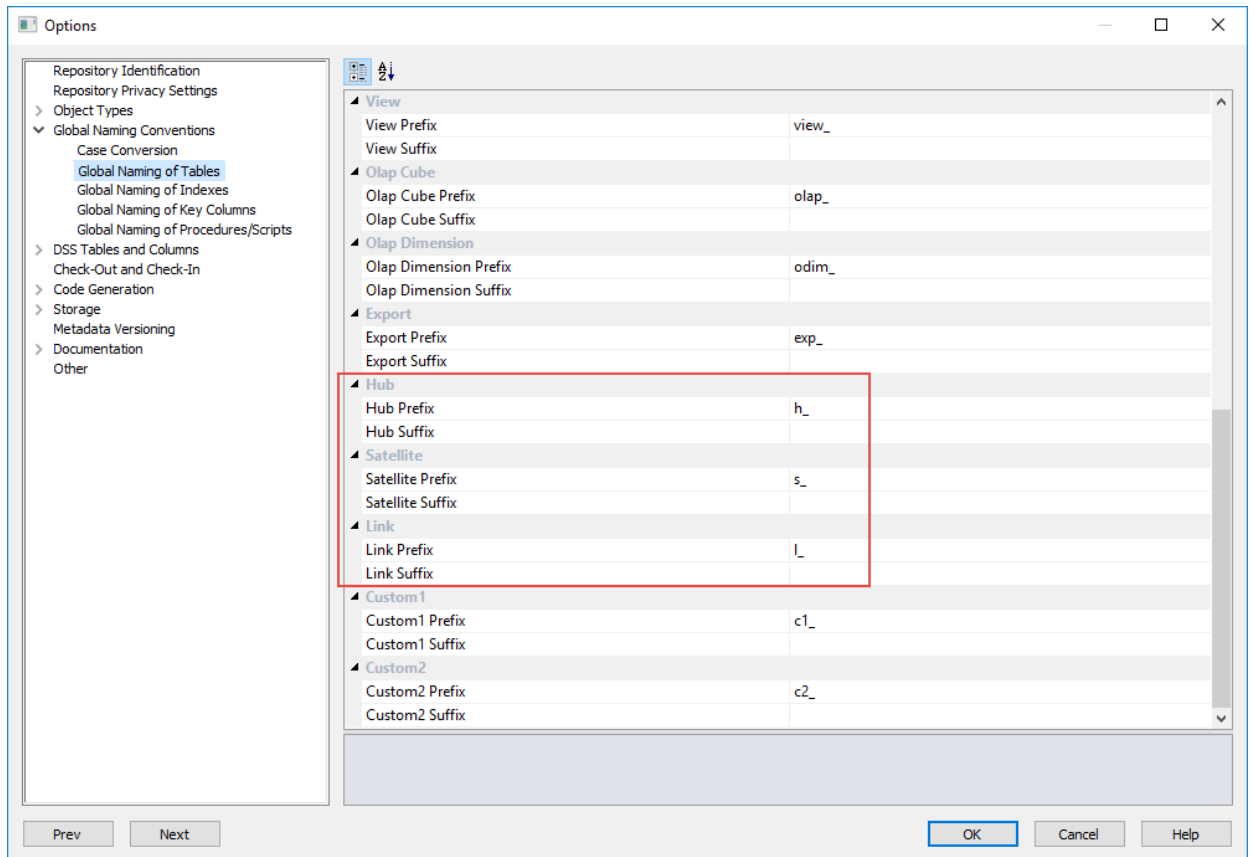 Options
Repository Identification
Repository Privacy Settings
Object Types
Global Naming Conventions
Case Conversion
Global Naming of Tables
Global Naming of Indexes
Global Naming of Key Columns
Global Naming of Procedures/Scripts
DSS Tables and Columns
Check-Out and Check-In
Code Generation
Storage
Metadata Versioning
Documentation
Other
View
View Prefix view_
View Suffix
Olap Cube
Olap Cube Prefix olap_
Olap Cube Suffix
Olap Dimension
Olap Dimension Prefix odim_
Olap Dimension Suffix
Export
Export Prefix exp_
Export Suffix
Hub
Hub Prefix h_
Hub Suffix
Satellite
Satellite Prefix s_
Satellite Suffix
Link
Link Prefix l_
Link Suffix
Custom1
Custom1 Prefix c1_
Custom1 Suffix
Custom2
Custom2 Prefix c2_
Custom2 Suffix
Prev Next OK Cancel Help